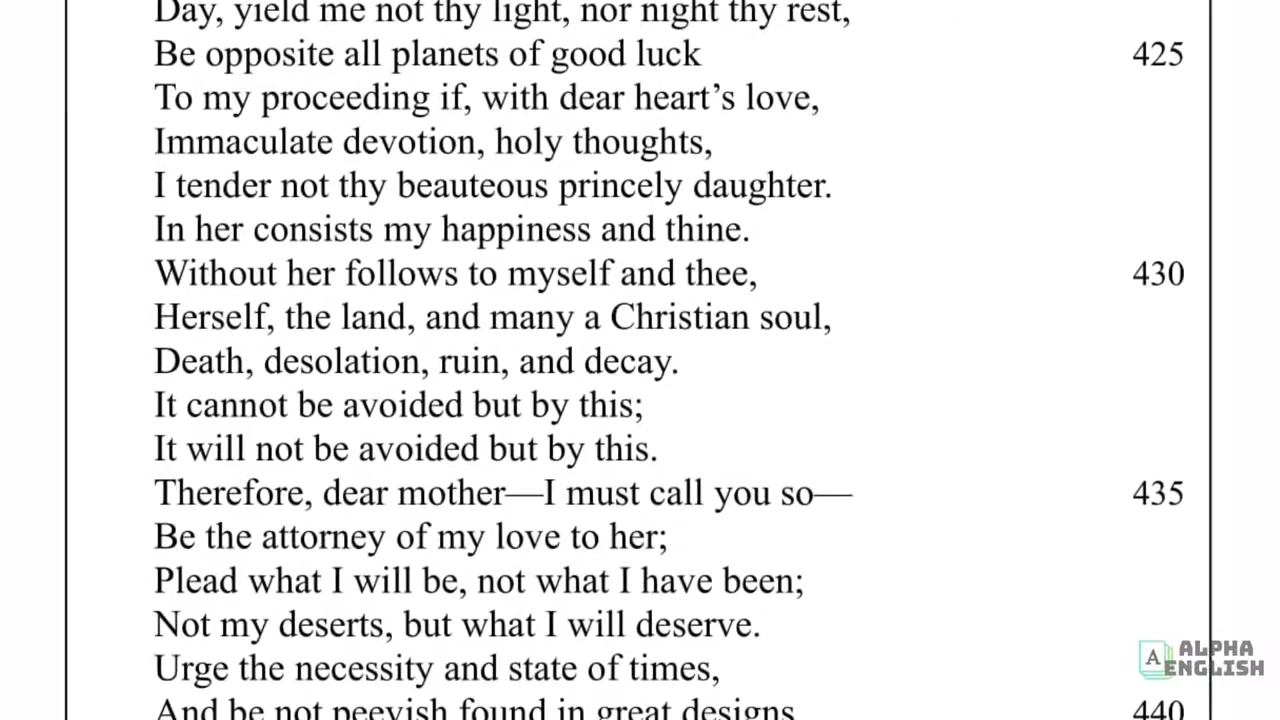 Day, yield me not thy light, nor night thy rest,
Be opposite all planets of good luck 425
To my proceeding if, with dear heart’s love,
Immaculate devotion, holy thoughts,
I tender not thy beauteous princely daughter.
In her consists my happiness and thine.
Without her follows to myself and thee, 430
Herself, the land, and many a Christian soul,
Death, desolation, ruin, and decay.
It cannot be avoided but by this;
It will not be avoided but by this.
Therefore, dear mother—I must call you so— 435
Be the attorney of my love to her;
Plead what I will be, not what I have been;
Not my deserts, but what I will deserve.
Urge the necessity and state of times,
And be not peevish found in great designs 440
A ALPHA
ENGLISH